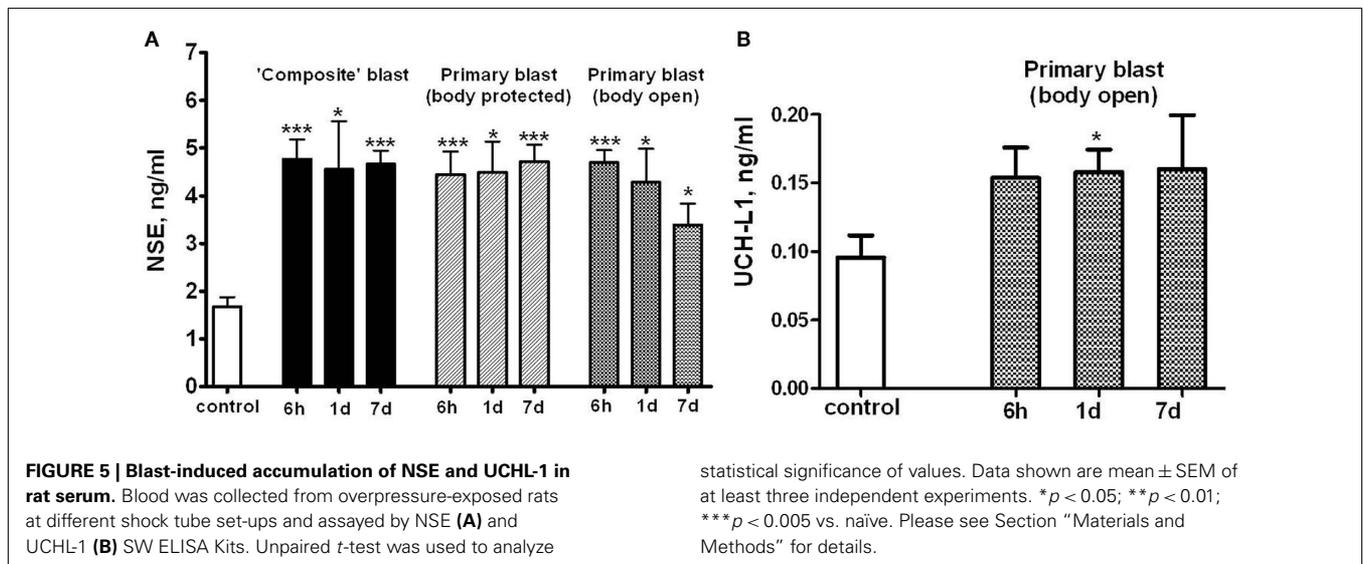 A
NSE, ng/ml
7
6
5
4
3
2
1
0
'Composite' blast
Primary blast
(body protected)
Primary blast
(body open)
*** * ***
*** * ***
*** * *
control 6h 1d 7d 6h 1d 7d 6h 1d 7d
B
UCH-L1, ng/ml
0.20
0.15
0.10
0.05
0.00
Primary blast
(body open)
*
control 6h 1d 7d
FIGURE 5 | Blast-induced accumulation of NSE and UCHL-1 in
rat serum. Blood was collected from overpressure-exposed rats
at different shock tube set-ups and assayed by NSE (A) and
UCHL-1 (B) SW ELISA Kits. Unpaired t-test was used to analyze
statistical significance of values. Data shown are mean ± SEM of
at least three independent experiments. *p < 0.05; **p < 0.01;
***p < 0.005 vs. naïve. Please see Section “Materials and
Methods” for details.